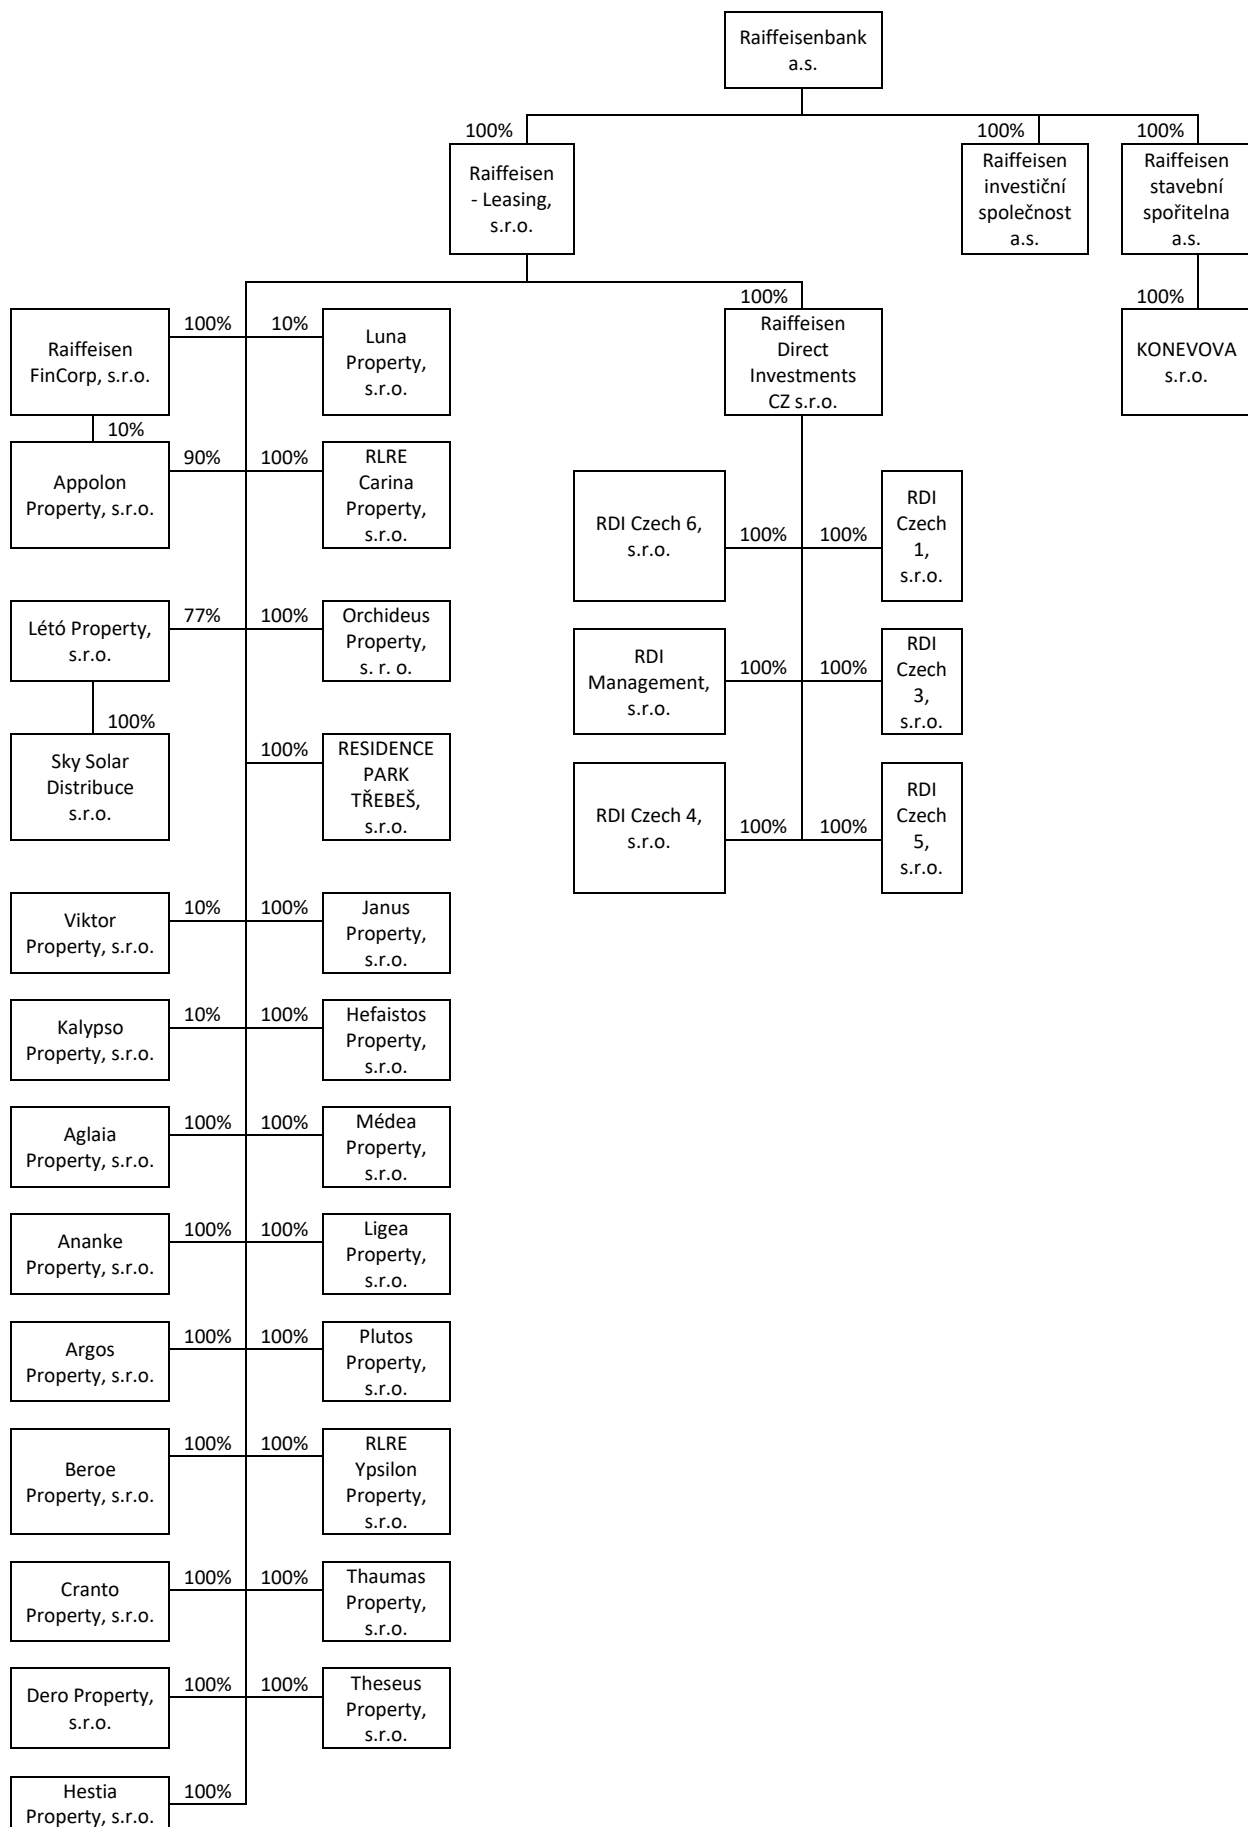 Raiffeisenbank
a.s.
100%
100%
100%
Raiffeisen
- Leasing,
s.r.o.
Raiffeisen
investiční
společnost
a.s.
Raiffeisen
stavební
spořitelna
a.s.
100%
100%
Raiffeisen
FinCorp, s.r.o.
100%
10%
Luna
Property,
s.r.o.
Raiffeisen
Direct
Investments
CZ s.r.o.
KONEVOVA
s.r.o.
10%
Appolon
Property, s.r.o.
90%
100%
RLRE
Carina
Property,
s.r.o.
RDI Czech 6,
s.r.o.
100%
100%
RDI
Czech
1,
s.r.o.
Létó Property,
s.r.o.
77%
100%
Orchideus
Property,
s. r. o.
RDI
Management,
s.r.o.
100%
100%
RDI
Czech
3,
s.r.o.
100%
Sky Solar
Distribuce
s.r.o.
100%
RESIDENCE
PARK
TŘEBEŠ,
s.r.o.
RDI Czech 4,
s.r.o.
100%
100%
RDI
Czech
5,
s.r.o.
Viktor
Property, s.r.o.
10%
100%
Janus
Property,
s.r.o.
Kalypso
Property, s.r.o.
10%
100%
Hefaistos
Property,
s.r.o.
Aglaia
Property, s.r.o.
100%
100%
Médea
Property,
s.r.o.
Ananke
Property, s.r.o.
100%
100%
Ligea
Property,
s.r.o.
Argos
Property, s.r.o.
100%
100%
Plutos
Property,
s.r.o.
Beroe
Property, s.r.o.
100%
100%
RLRE
Ypsilon
Property,
s.r.o.
Cranto
Property, s.r.o.
100%
100%
Thaumas
Property,
s.r.o.
Dero Property,
s.r.o.
100%
100%
Theseus
Property,
s.r.o.
Hestia
Property, s.r.o.
100%